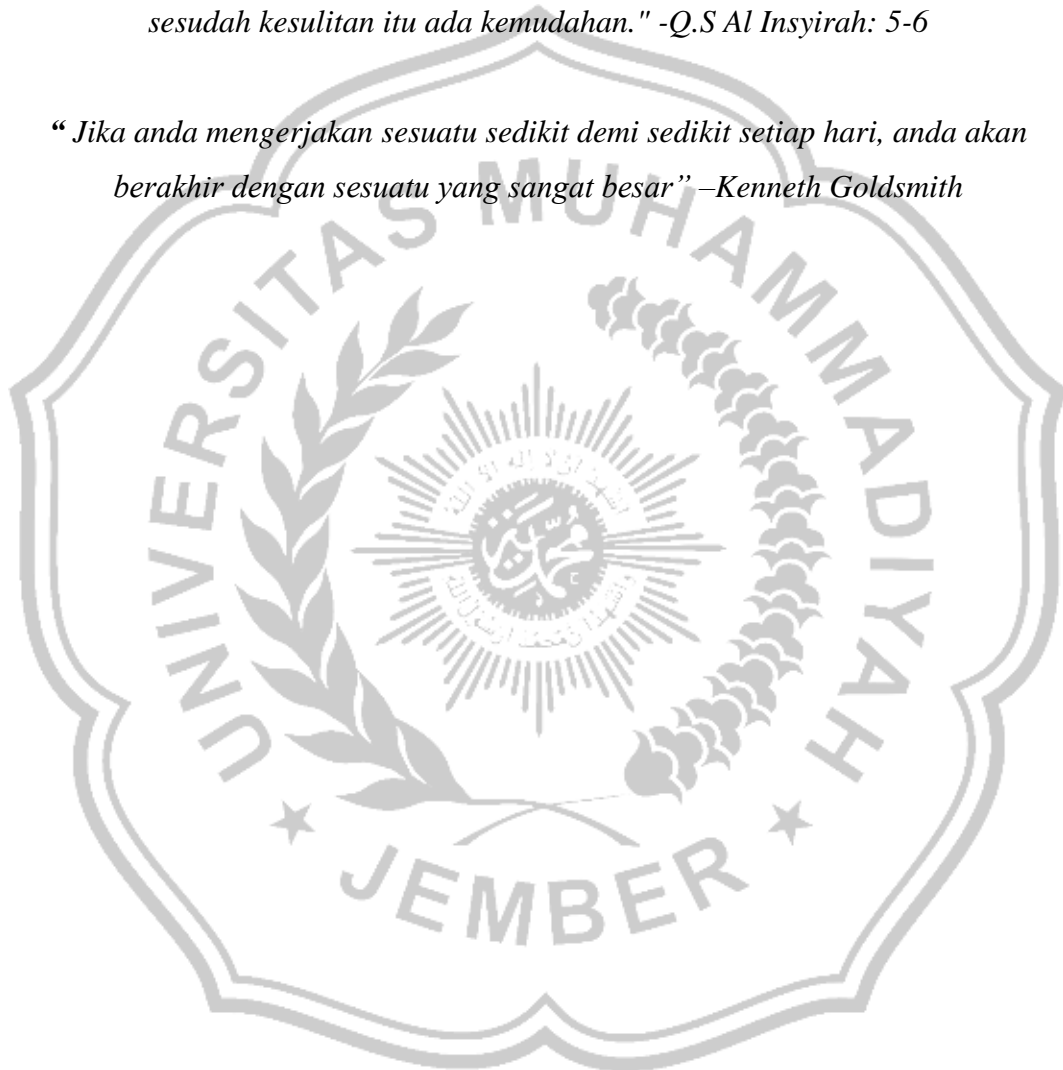 sesudah kesulitan itu ada kemudahan." -Q.S Al Insyirah: 5-6
“ Jika anda mengerjakan sesuatu sedikit demi sedikit setiap hari, anda akan
berakhir dengan sesuatu yang sangat besar” –Kenneth Goldsmith
UNIVERSITAS MUHAMMADIYAH
JEMBER